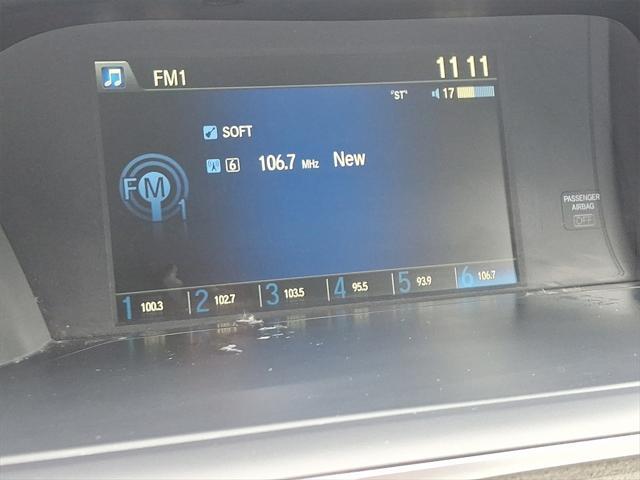 FM1 11 11
"ST" 17
SOFT
6 106.7 MHz New
FM 1
PASSENGER
AIRBAG
OFF
1 100.3 2 102.7 3 103.5 4 95.5 5 93.9 6 106.7